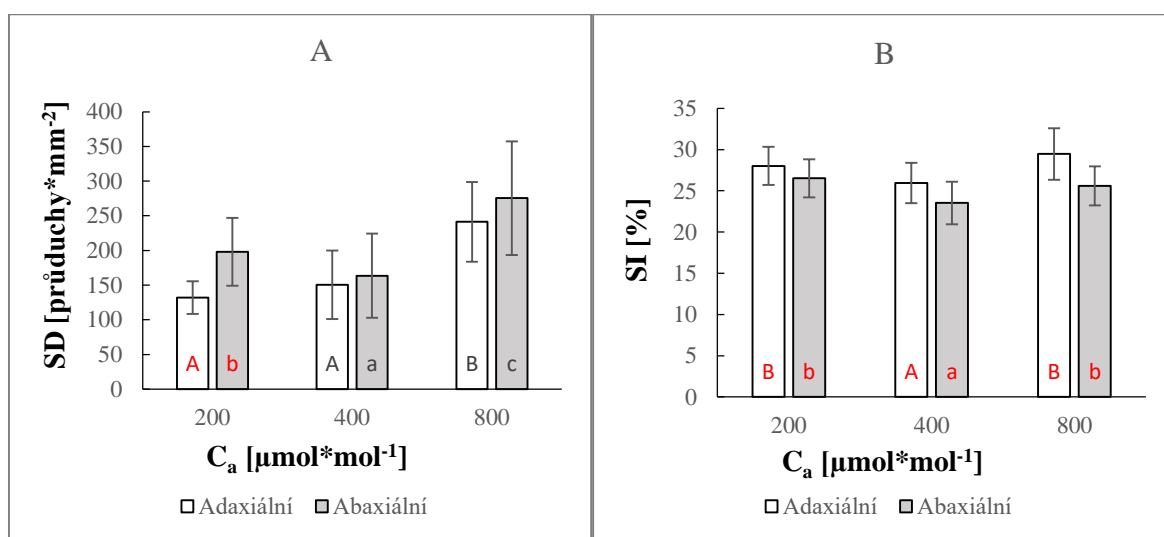 A
SD [průduchy*mm-2]
400
350
300
250
200
150
100
50
0
A b A a B c
200 400 800
Ca [µmol*mol-1]
Adaxiální Abaxiální
B
SI [%]
35
30
25
20
15
10
5
0
B b A a B b
200 400 800
Ca [µmol*mol-1]
Adaxiální Abaxiální